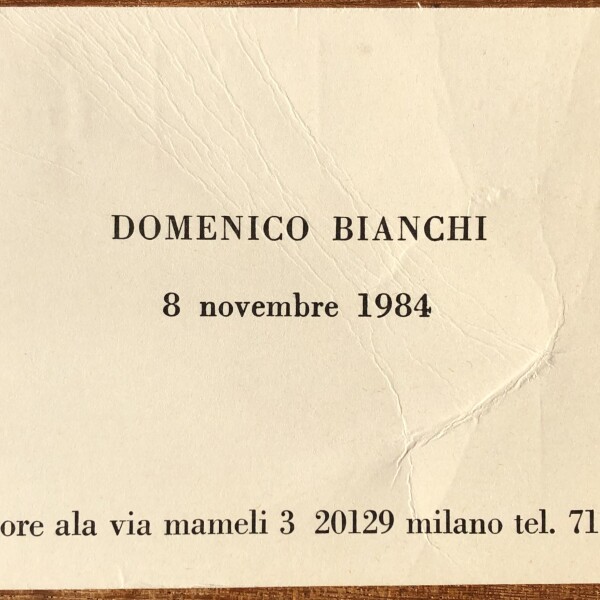 DOMENICO BIANCHI
8 novembre 1984
ore ala via mameli 3 20129 milano tel. 71